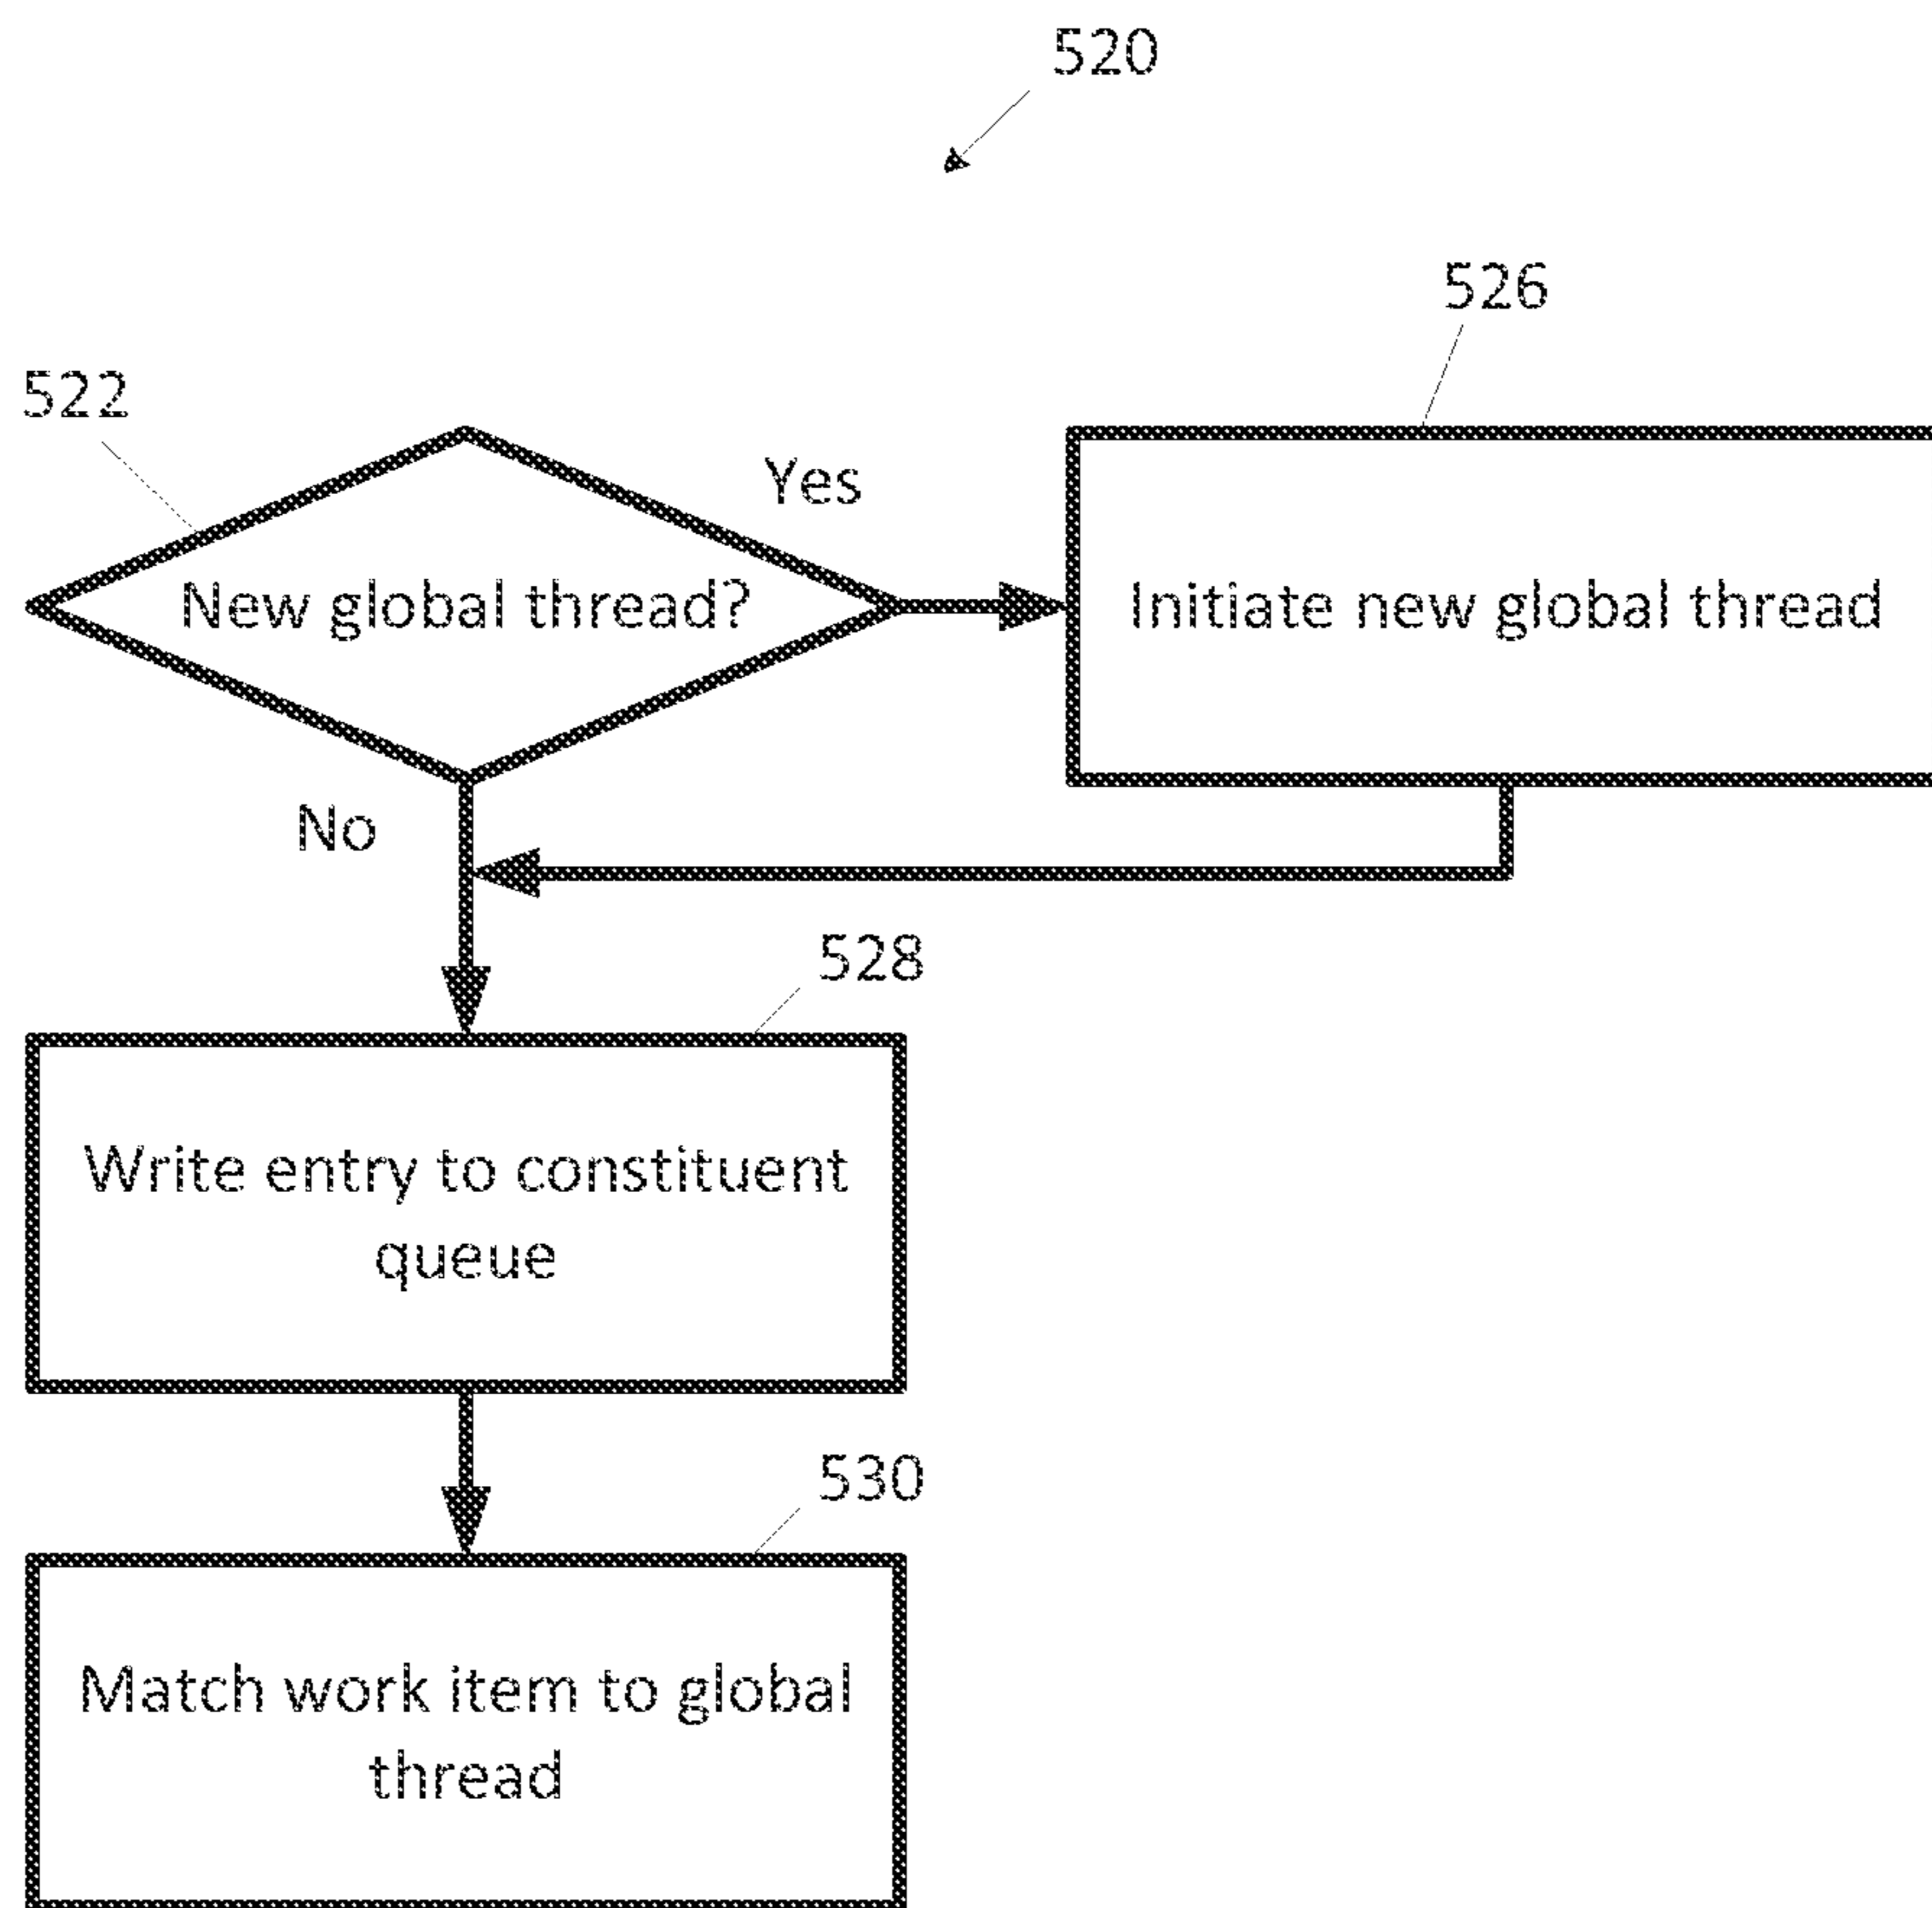 520
526
522
Yes
New global thread?
Initiate new global thread
No
528
Write entry to constituent
queue
530
Match work item to global
thread